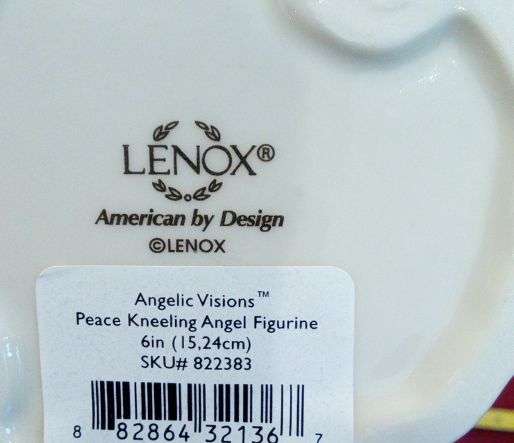 LENOX®
American by Design
©LENOX
Angelic Visions™
Peace Kneeling Angel Figurine
6in (15,24cm)
SKU# 822383
8 82864 32136 7